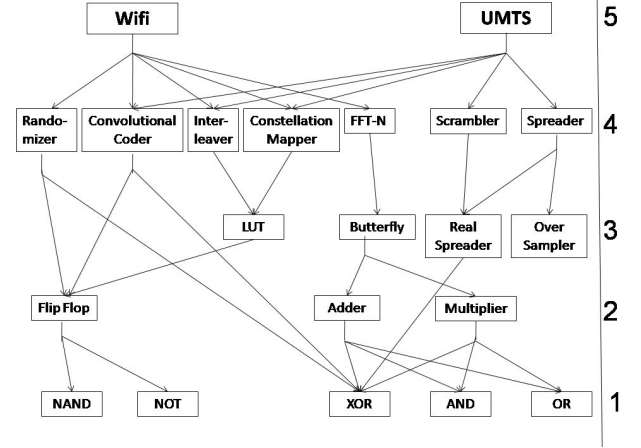 Wifi
UMTS
5
Rando-
mizer
Convolutional
Coder
Inter-
leaver
Constellation
Mapper
FFT-N
Scrambler
Spreader
4
LUT
Butterfly
Real
Spreader
Over
Sampler
3
Flip Flop
Adder
Multiplier
2
NAND
NOT
XOR
AND
OR
1